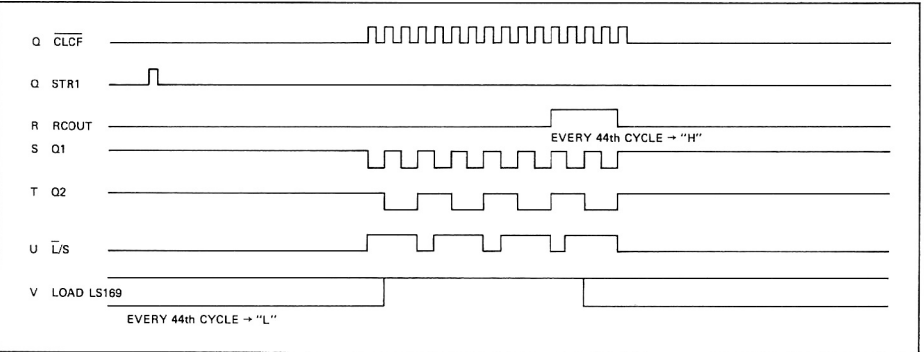 Q CLCF
Q STR1
R RCOUT
EVERY 44th CYCLE → "H"
S Q1
T Q2
U L/S
V LOAD LS169
EVERY 44th CYCLE → "L"